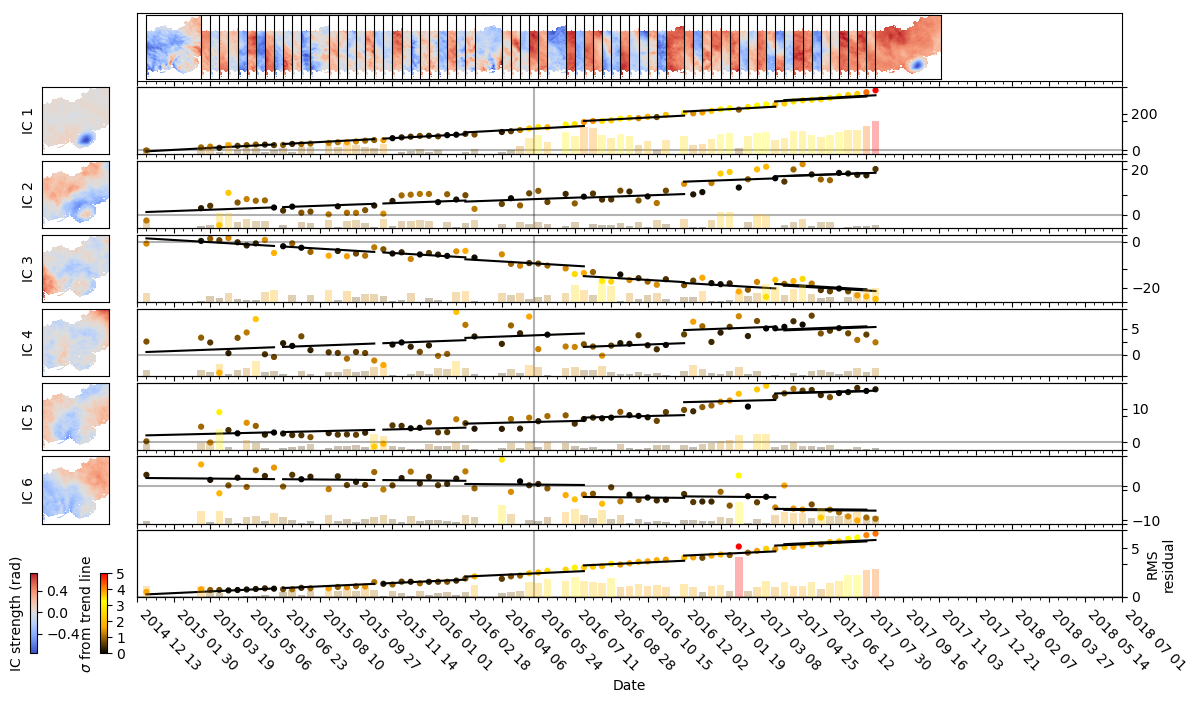 IC 1
200
0
IC 2
20
0
IC 3
0
−20
IC 4
5
0
IC 5
10
0
IC 6
0
−10
RMS
residual
5
0
IC strength (rad)
0.4
0.0
−0.4
σ from trend line
5
4
3
2
1
0
2014 12 13
2015 01 30
2015 03 19
2015 05 06
2015 06 23
2015 08 10
2015 09 27
2015 11 14
2016 01 01
2016 02 18
2016 04 06
2016 05 24
2016 07 11
2016 08 28
2016 10 15
2016 12 02
2017 01 19
2017 03 08
2017 04 25
2017 06 12
2017 07 30
2017 09 16
2017 11 03
2017 12 21
2018 02 07
2018 03 27
2018 05 14
2018 07 01
Date